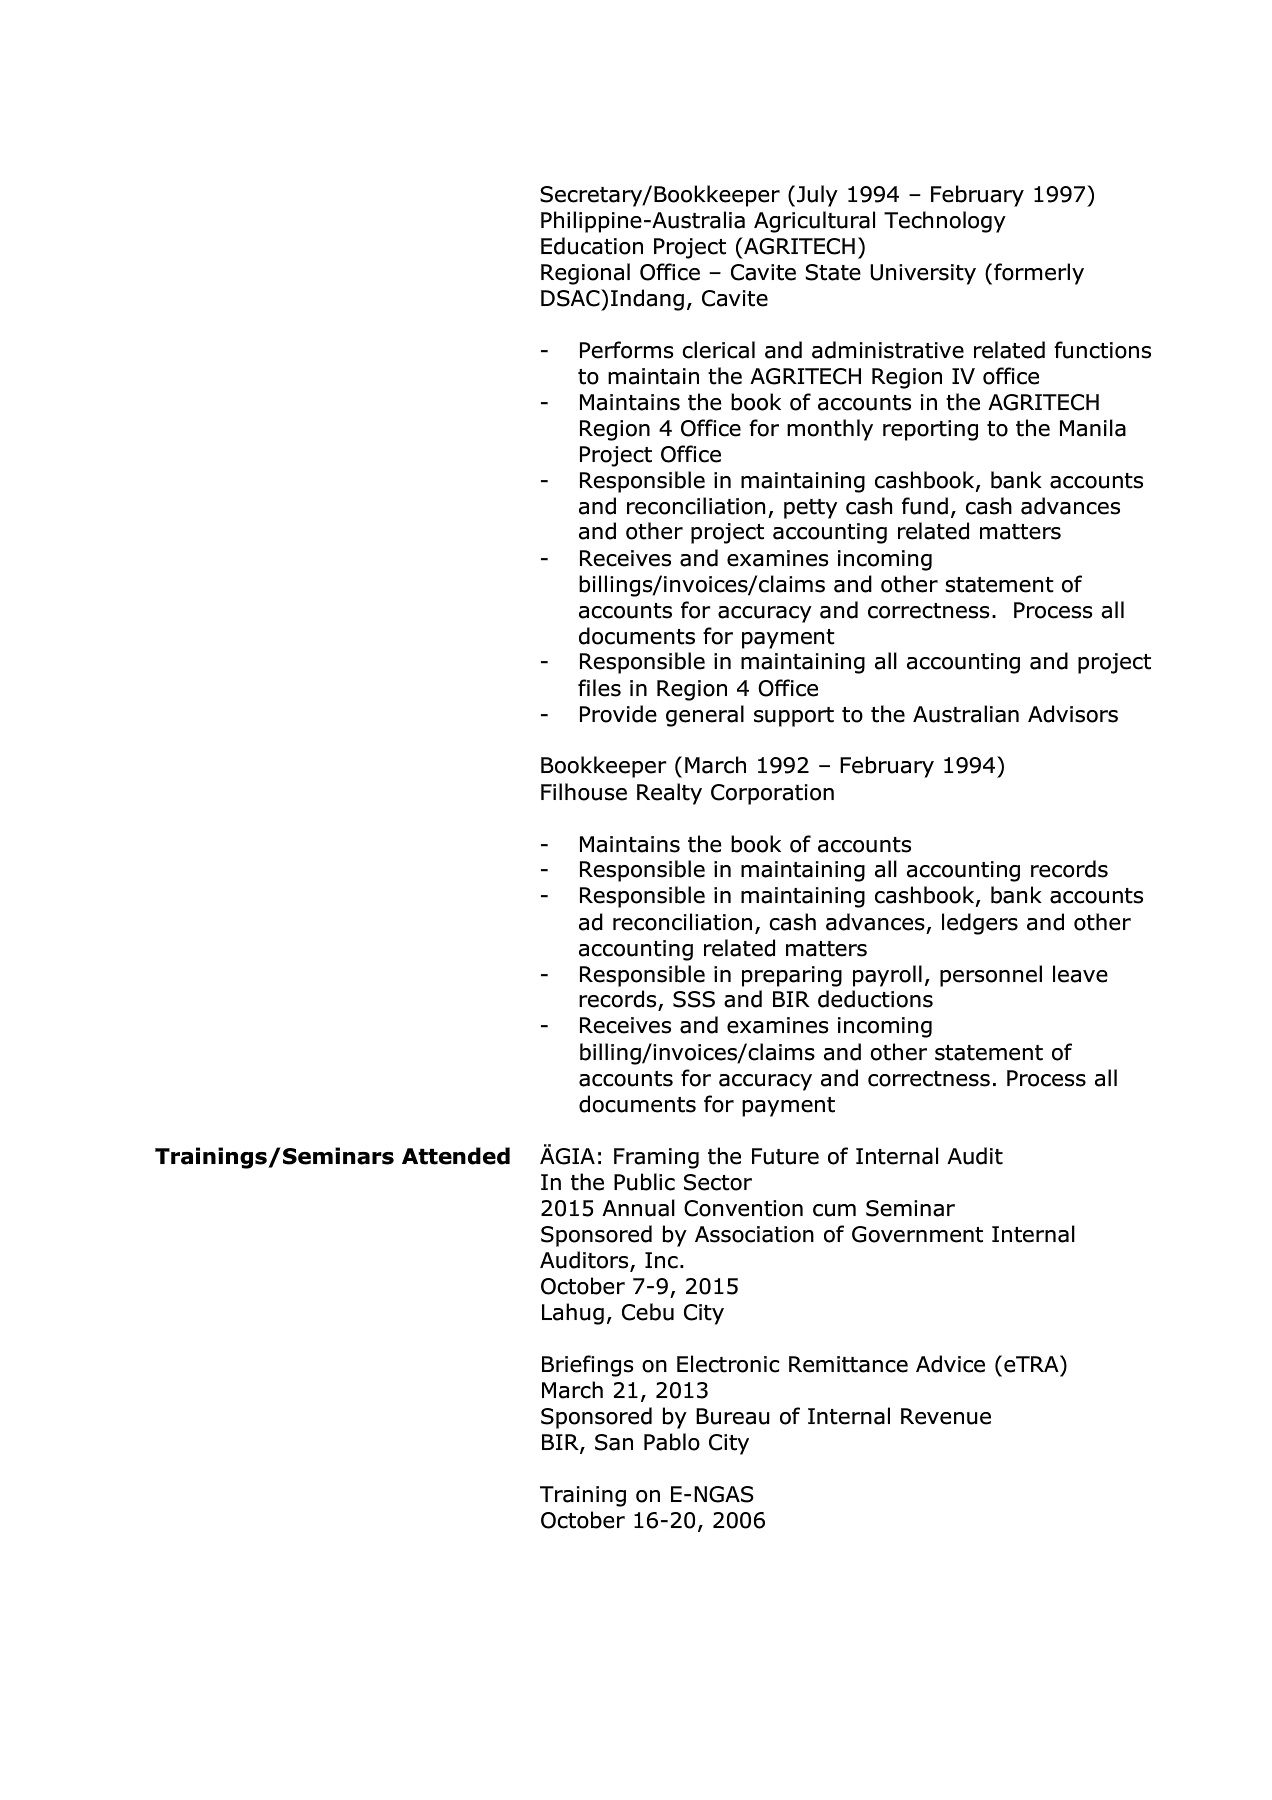 Secretary/Bookkeeper (July 1994 – February 1997)
Philippine-Australia Agricultural Technology
Education Project (AGRITECH)
Regional Office – Cavite State University (formerly
DSAC)Indang, Cavite
- Performs clerical and administrative related functions
to maintain the AGRITECH Region IV office
- Maintains the book of accounts in the AGRITECH
Region 4 Office for monthly reporting to the Manila
Project Office
- Responsible in maintaining cashbook, bank accounts
and reconciliation, petty cash fund, cash advances
and other project accounting related matters
- Receives and examines incoming
billings/invoices/claims and other statement of
accounts for accuracy and correctness.  Process all
documents for payment
- Responsible in maintaining all accounting and project
files in Region 4 Office
- Provide general support to the Australian Advisors
Bookkeeper (March 1992 – February 1994)
Filhouse Realty Corporation
- Maintains the book of accounts
- Responsible in maintaining all accounting records
- Responsible in maintaining cashbook, bank accounts
ad reconciliation, cash advances, ledgers and other
accounting related matters
- Responsible in preparing payroll, personnel leave
records, SSS and BIR deductions
- Receives and examines incoming
billing/invoices/claims and other statement of
accounts for accuracy and correctness. Process all
documents for payment
Trainings/Seminars Attended ÄGIA: Framing the Future of Internal Audit
In the Public Sector
2015 Annual Convention cum Seminar
Sponsored by Association of Government Internal
Auditors, Inc.
October 7-9, 2015
Lahug, Cebu City
Briefings on Electronic Remittance Advice (eTRA)
March 21, 2013
Sponsored by Bureau of Internal Revenue
BIR, San Pablo City
Training on E-NGAS
October 16-20, 2006